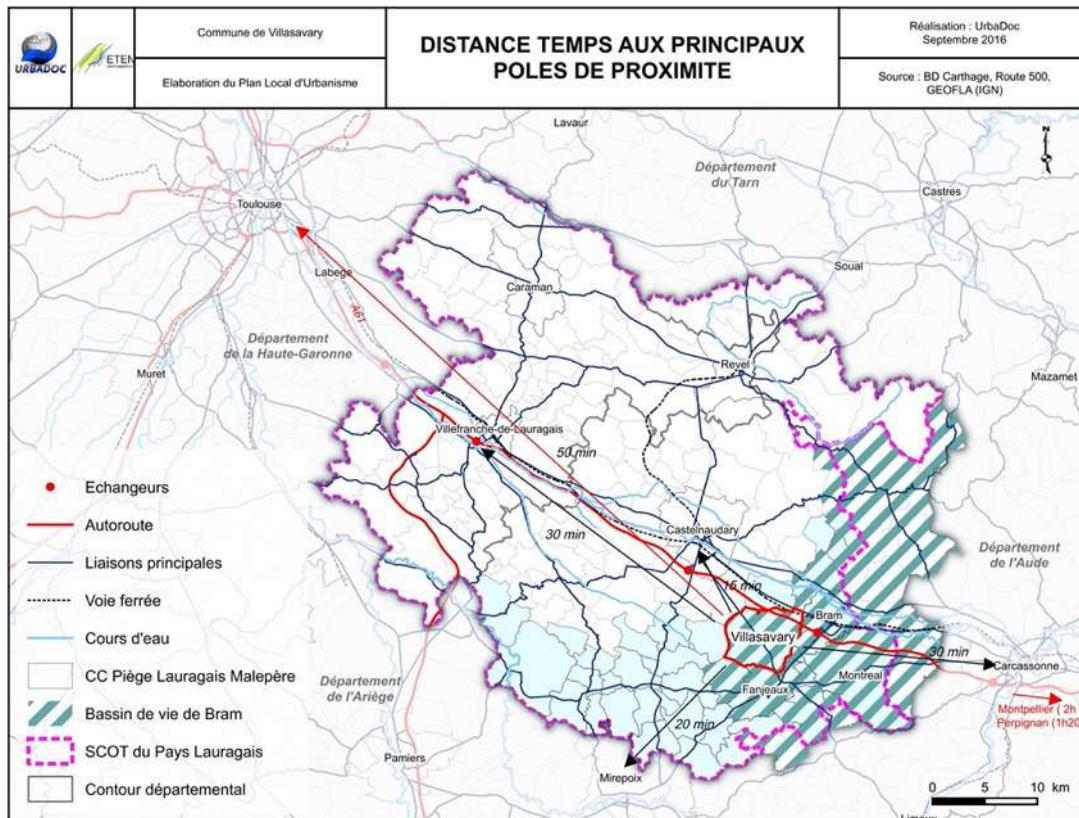 URBADOC
ETEN
Commune de Villasavary
Elaboration du Plan Local d'Urbanisme
DISTANCE TEMPS AUX PRINCIPAUX
POLES DE PROXIMITE
Réalisation : UrbaDoc
Septembre 2016
Source : BD Carthage, Route 500,
GEOFLA (IGN)
Lavaur
N
Département
du Tarn
Castres
Toulouse
Labege
Soual
Caraman
A61
Département
de la Haute-Garonne
Muret
Revel
Mazamet
Villefranche-de-Lauragais
50 min
30 min
Castelnaudary
Département
de l'Aude
15 min
Bram
Villasavary
30 min
Carcassonne
Montreal
Fanjeaux
Montpellier ( 2h
Perpignan (1h20
20 min
Département
de l'Ariége
Pamiers
Mirepoix
Limoux
0 5 10 km
Echangeurs
Autoroute
Liaisons principales
Voie ferrée
Cours d'eau
CC Piège Lauragais Malepère
Bassin de vie de Bram
SCOT du Pays Lauragais
Contour départemental